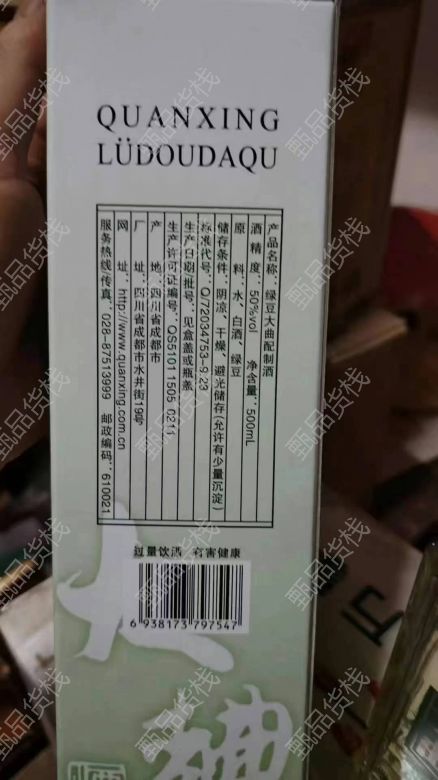 QUANXING
LÜDOUDAQU
产品名称：绿豆大曲配制酒
酒精度：50%vol 净含量：500mL
原料：水、白酒、绿豆
储存条件：阴凉、干燥、避光储存(允许有少量沉淀)
标准代号：Q/72034753-9.23
生产日期批号：见盒盖或瓶盖
生产许可证编号：QS5101 1505 0211
产地：四川省成都市
厂址：四川省成都市水井街19号
网址：http://www.quanxing.com.cn
服务热线/传真：028-87513999 邮政编码：610021
过量饮酒 有害健康
6 938173 797547
大
甄品货栈